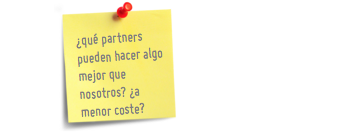 ¿qué partners
pueden hacer algo
mejor que
nosotros? ¿a
menor coste?